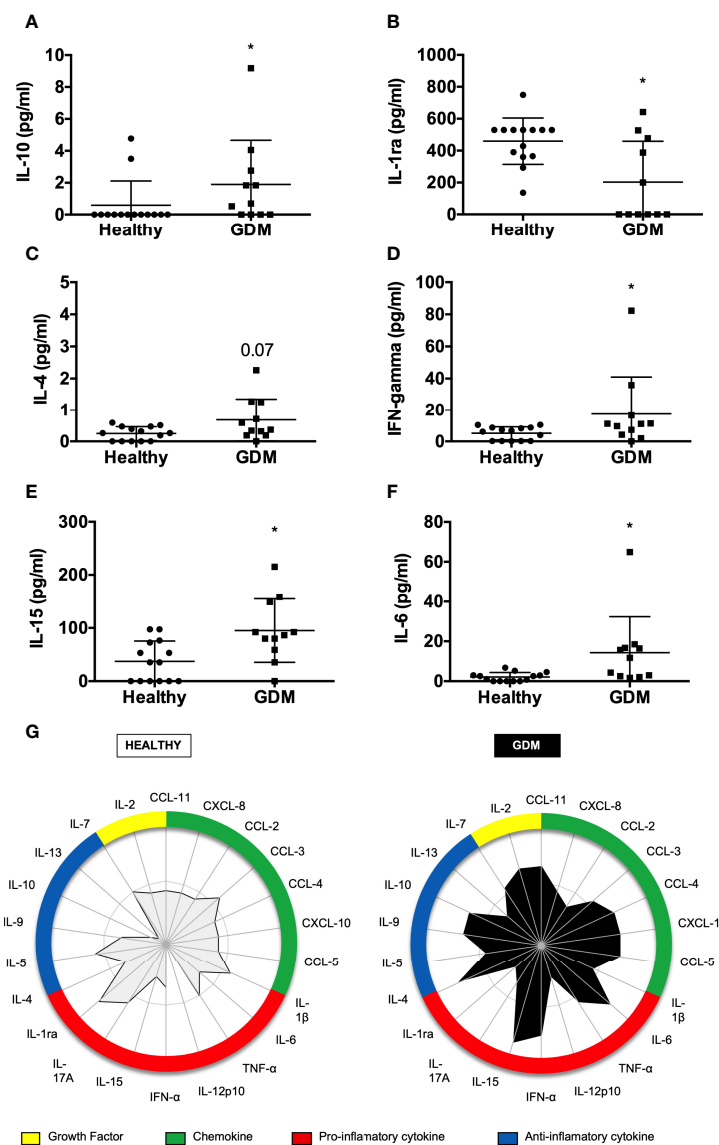 A
IL-10 (pg/ml)
10
8
6
4
2
0
*
Healthy
GDM
B
IL-1ra (pg/ml)
1000
800
600
400
200
0
*
Healthy
GDM
C
IL-4 (pg/ml)
5
4
3
2
1
0
0.07
Healthy
GDM
D
IFN-gamma (pg/ml)
100
80
60
40
20
0
*
Healthy
GDM
E
IL-15 (pg/ml)
300
200
100
0
*
Healthy
GDM
F
IL-6 (pg/ml)
80
60
40
20
0
*
Healthy
GDM
G
HEALTHY
CCL-11
CXCL-8
CCL-2
CCL-3
CCL-4
CXCL-10
CCL-5
IL-
1β
IL-6
TNF-α
IL-12p10
IFN-α
IL-15
IL-
17A
IL-1ra
IL-4
IL-5
IL-9
IL-10
IL-13
IL-7
IL-2
GDM
CCL-11
CXCL-8
CCL-2
CCL-3
CCL-4
CXCL-1
CCL-5
IL-
1β
IL-6
TNF-α
IL-12p10
IFN-α
IL-15
IL-
17A
IL-1ra
IL-4
IL-5
IL-9
IL-10
IL-13
IL-7
IL-2
Growth Factor
Chemokine
Pro-inflamatory cytokine
Anti-inflamatory cytokine